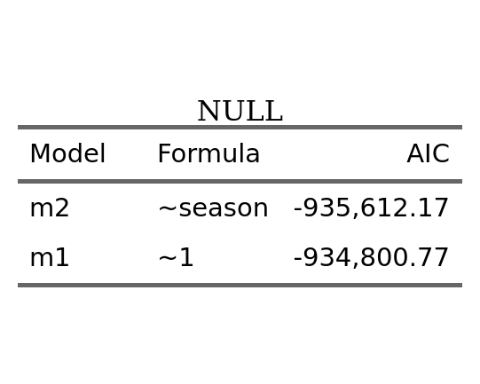 NULL
Model Formula AIC
m2 ~season -935,612.17
m1 ~1 -934,800.77